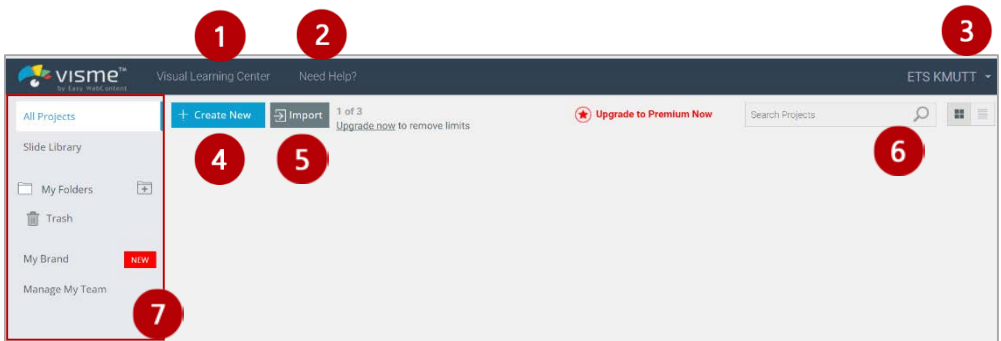 1
2
3
visme™
by Easy WebContent
Visual Learning Center
Need Help?
ETS KMUTT
All Projects
+ Create New
Import
1 of 3
Upgrade now to remove limits
Upgrade to Premium Now
Search Projects
4
5
6
Slide Library
My Folders
Trash
My Brand
NEW
Manage My Team
7